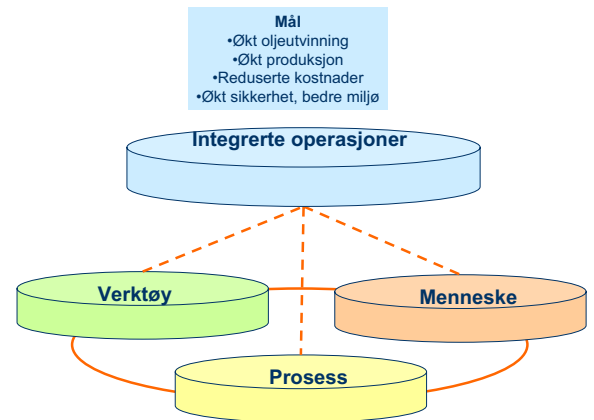 Mål
•Økt oljeutvinning
•Økt produksjon
•Reduserte kostnader
•Økt sikkerhet, bedre miljø
Integrerte operasjoner
Verktøy
Menneske
Prosess